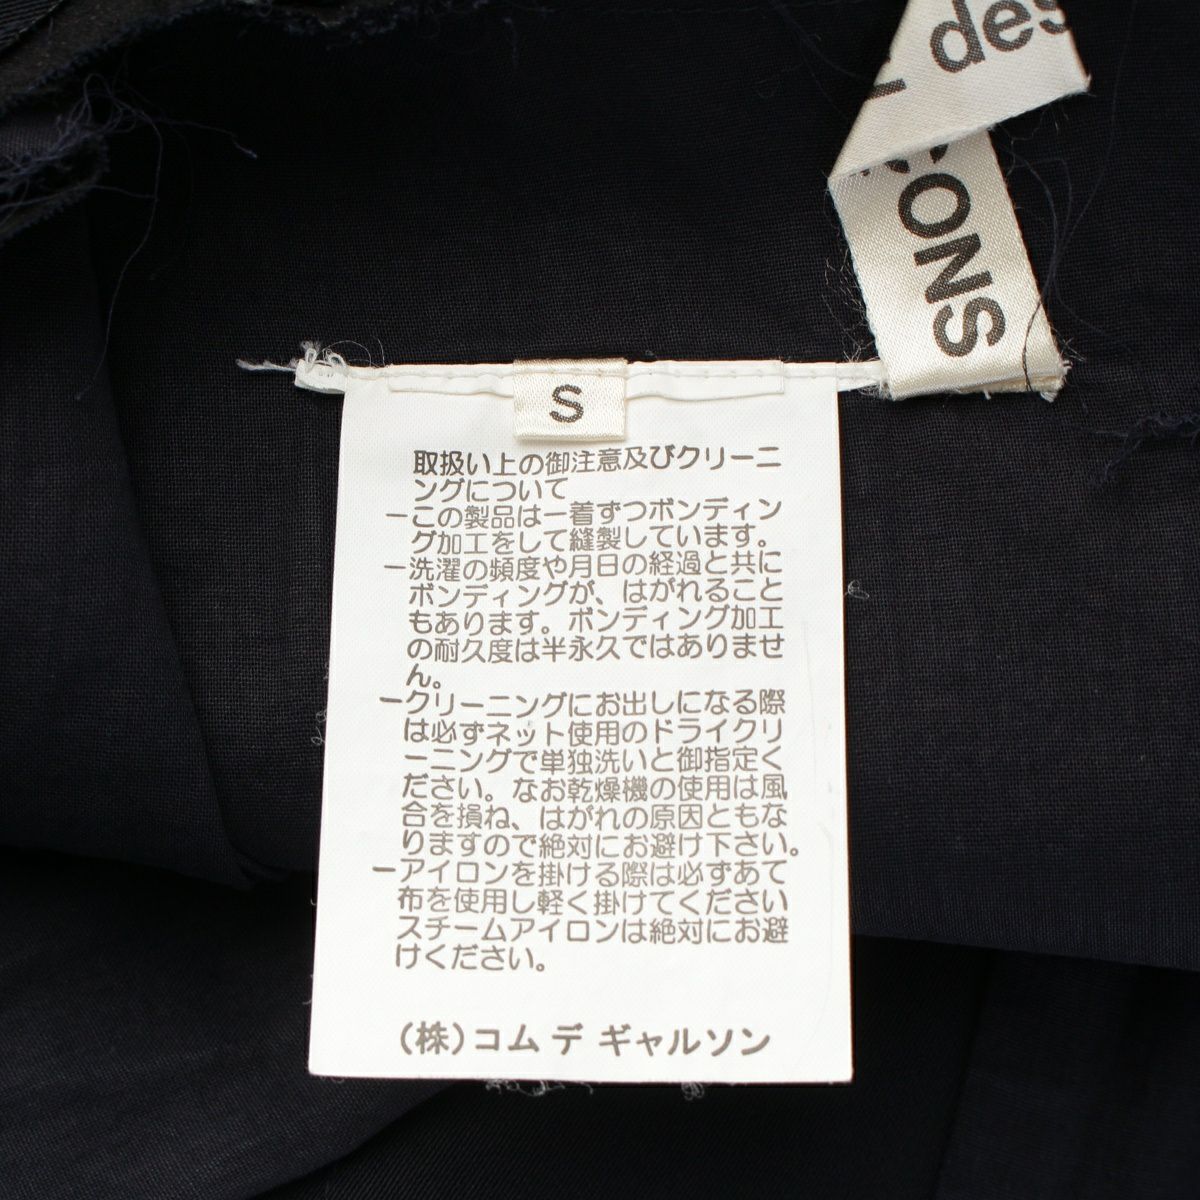 des
ÇONS
S
取扱い上の御注意及びクリーニ
ングについて
ーこの製品は一着ずつボンディン
グ加工をして縫製しています。
ー洗濯の頻度や月日の経過と共に
ボンディングが、はがれること
もあります。ボンディング加工
の耐久度は半永久ではありませ
ん。
ークリーニングにお出しになる際
は必ずネット使用のドライクリ
ーニングで単独洗いと御指定く
ださい。なお乾燥機の使用は風
合を損ね、はがれの原因ともな
りますので絶対にお避け下さい。
ーアイロンを掛ける際は必ずあて
布を使用し軽く掛けてください
スチームアイロンは絶対にお避
けください。
(株)コム デ ギャルソン